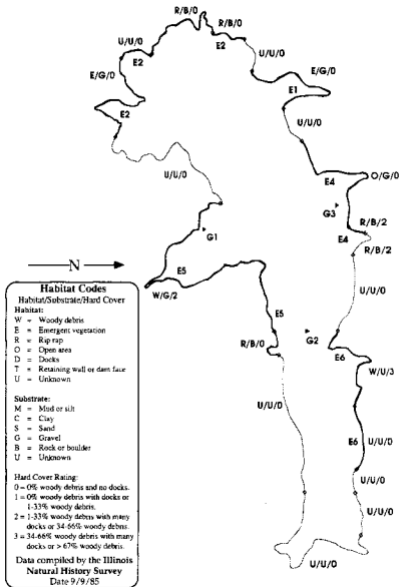 R/B/0
R/B/0
U/U/0
E2
E2
U/U/0
E/G/0
E/G/0
E1
E2
U/U/0
U/U/0
E4
O/G/0
G3
R/B/2
G1
E4
R/B/2
N
E5
W/G/2
U/U/0
E5
G2
R/B/0
E6
W/U/3
U/U/0
E6
U/U/0
U/U/0
U/U/0
Habitat Codes
Habitat/Substrate/Hard Cover
Habitat:
W = Woody debris
E = Emergent vegetation
R = Rip rap
O = Open area
D = Docks
T = Retaining wall or dam face
U = Unknown
Substrate:
M = Mud or silt
C = Clay
S = Sand
G = Gravel
B = Rock or boulder
U = Unknown
Hard Cover Rating:
0 = 0% woody debris and no docks.
1 = 0% woody debris with docks or
1-33% woody debris.
2 = 1-33% woody debris with many
docks or 34-66% woody debris.
3 = 34-66% woody debris with many
docks or > 67% woody debris.
Data compiled by the Illinois
Natural History Survey
Date 9/9/85